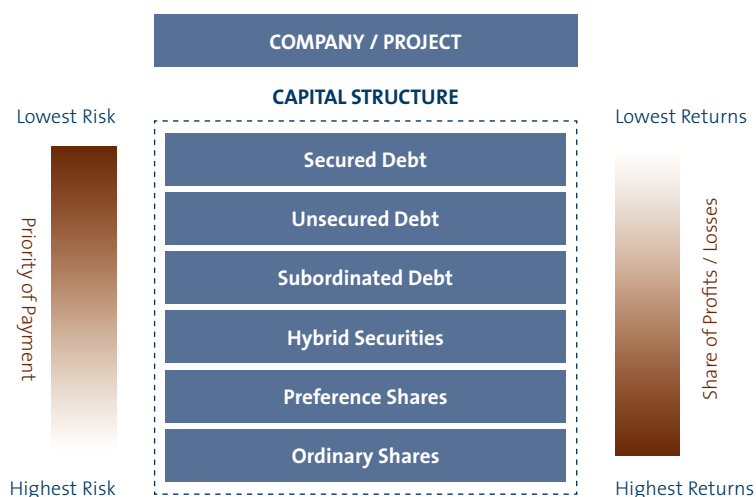 COMPANY / PROJECT
CAPITAL STRUCTURE
Lowest Risk
Lowest Returns
Secured Debt
Unsecured Debt
Subordinated Debt
Hybrid Securities
Preference Shares
Ordinary Shares
Priority of Payment
Share of Profits / Losses
Highest Risk
Highest Returns